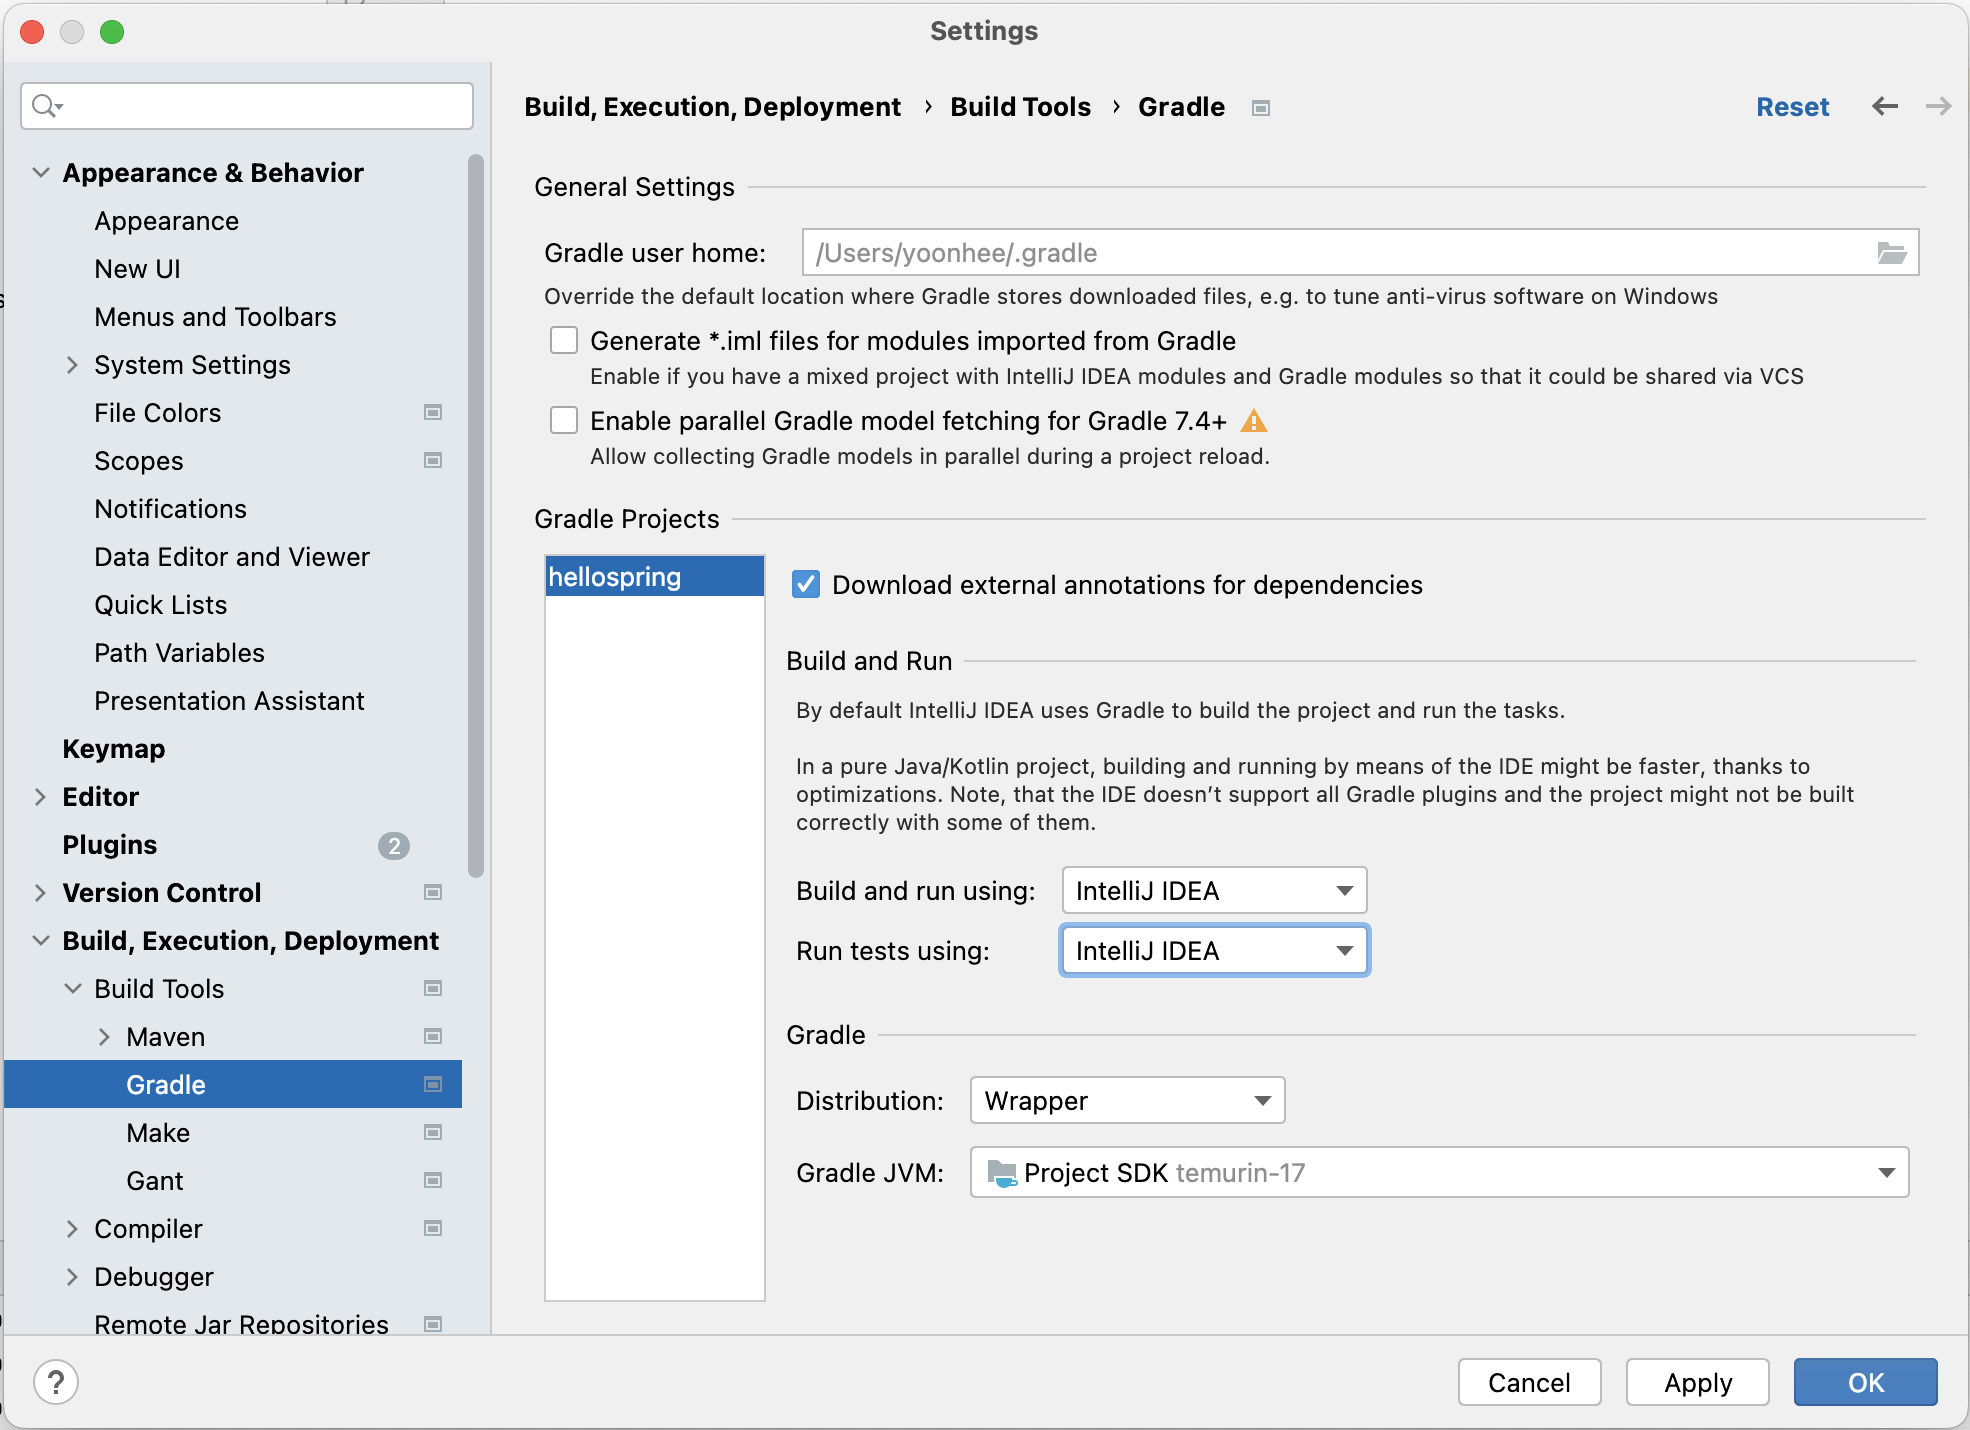 Settings
Appearance & Behavior
Appearance
New UI
Menus and Toolbars
System Settings
File Colors
Scopes
Notifications
Data Editor and Viewer
Quick Lists
Path Variables
Presentation Assistant
Keymap
Editor
Plugins 2
Version Control
Build, Execution, Deployment
Build Tools
Maven
Gradle
Make
Gant
Compiler
Debugger
Remote Jar Repositories
Build, Execution, Deployment › Build Tools › Gradle
Reset
General Settings
Gradle user home: /Users/yoonhee/.gradle
Override the default location where Gradle stores downloaded files, e.g. to tune anti-virus software on Windows
Generate *.iml files for modules imported from Gradle
Enable if you have a mixed project with IntelliJ IDEA modules and Gradle modules so that it could be shared via VCS
Enable parallel Gradle model fetching for Gradle 7.4+
Allow collecting Gradle models in parallel during a project reload.
Gradle Projects
hellospring
Download external annotations for dependencies
Build and Run
By default IntelliJ IDEA uses Gradle to build the project and run the tasks.
In a pure Java/Kotlin project, building and running by means of the IDE might be faster, thanks to
optimizations. Note, that the IDE doesn't support all Gradle plugins and the project might not be built
correctly with some of them.
Build and run using: IntelliJ IDEA
Run tests using: IntelliJ IDEA
Gradle
Distribution: Wrapper
Gradle JVM: Project SDK temurin-17
?
Cancel
Apply
OK